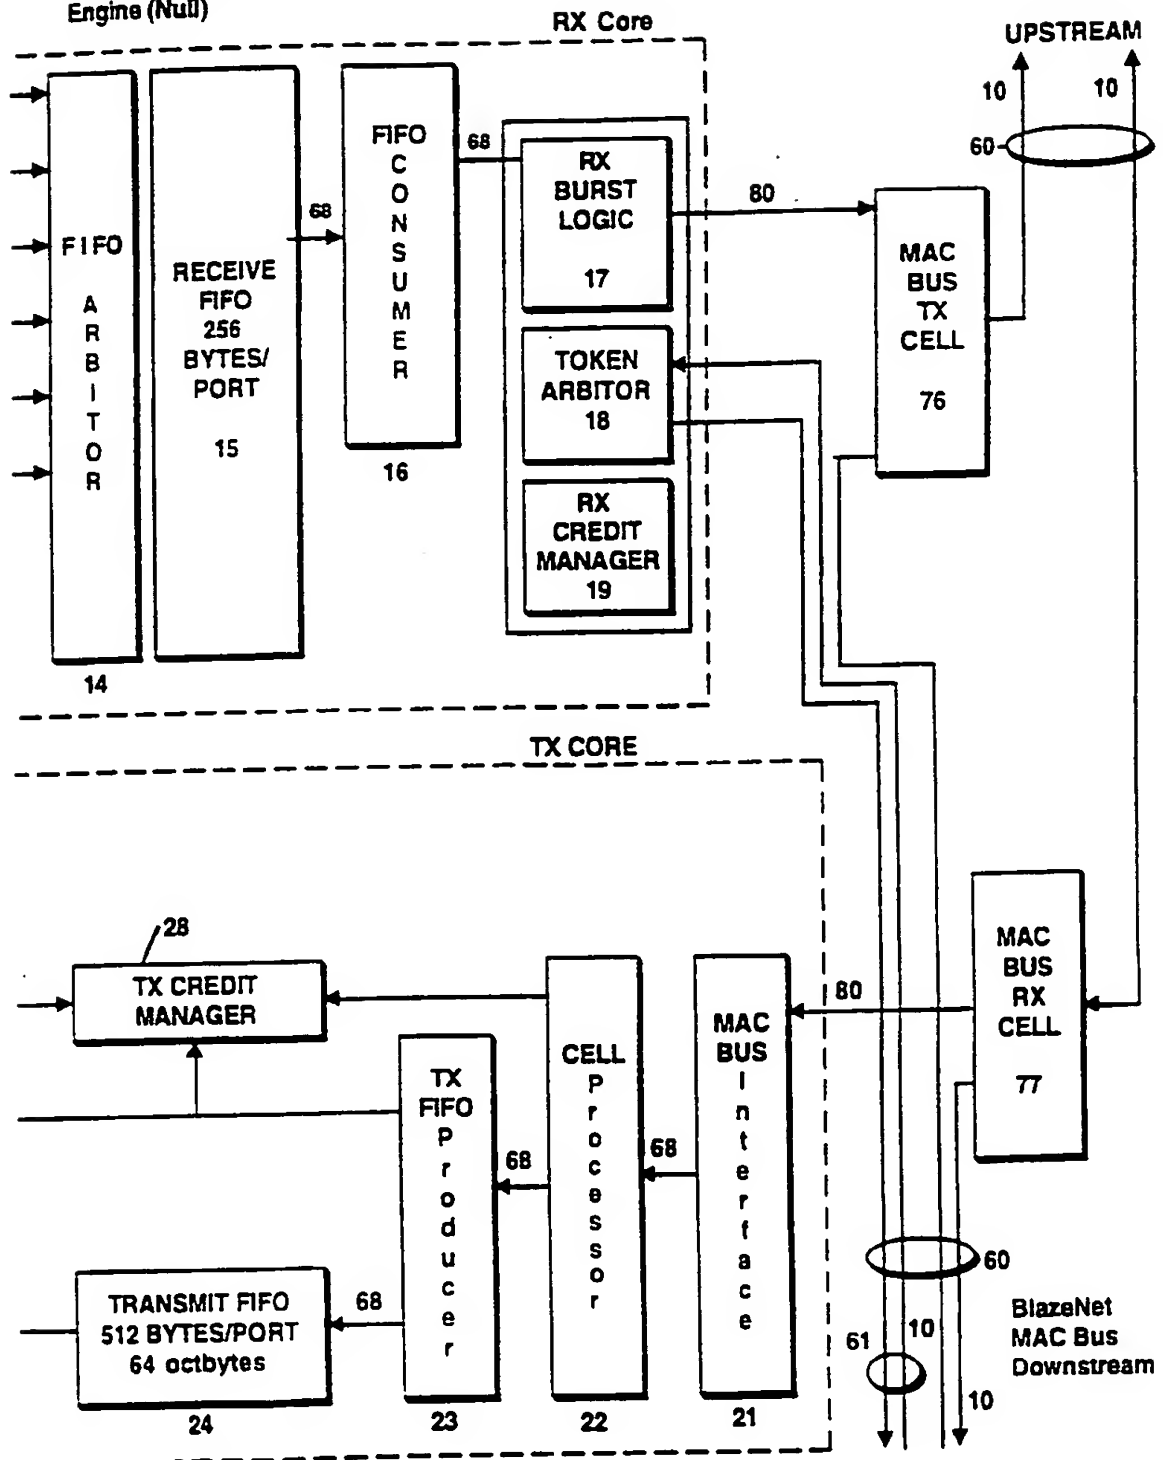 Engine (Null)
RX Core
UPSTREAM
10
10
60
FIFO
ARBITOR
14
RECEIVE
FIFO
256
BYTES/
PORT
15
68
FIFO
CONSUMER
16
68
RX
BURST
LOGIC
17
80
TOKEN
ARBITOR
18
RX
CREDIT
MANAGER
19
MAC
BUS
TX
CELL
76
TX CORE
28
TX CREDIT
MANAGER
TX
FIFO
Producer
23
68
CELL
Processor
22
68
MAC
BUS
Interface
21
80
MAC
BUS
RX
CELL
77
TRANSMIT FIFO
512 BYTES/PORT
64 octbytes
24
68
60
61
10
10
BlazeNet
MAC Bus
Downstream